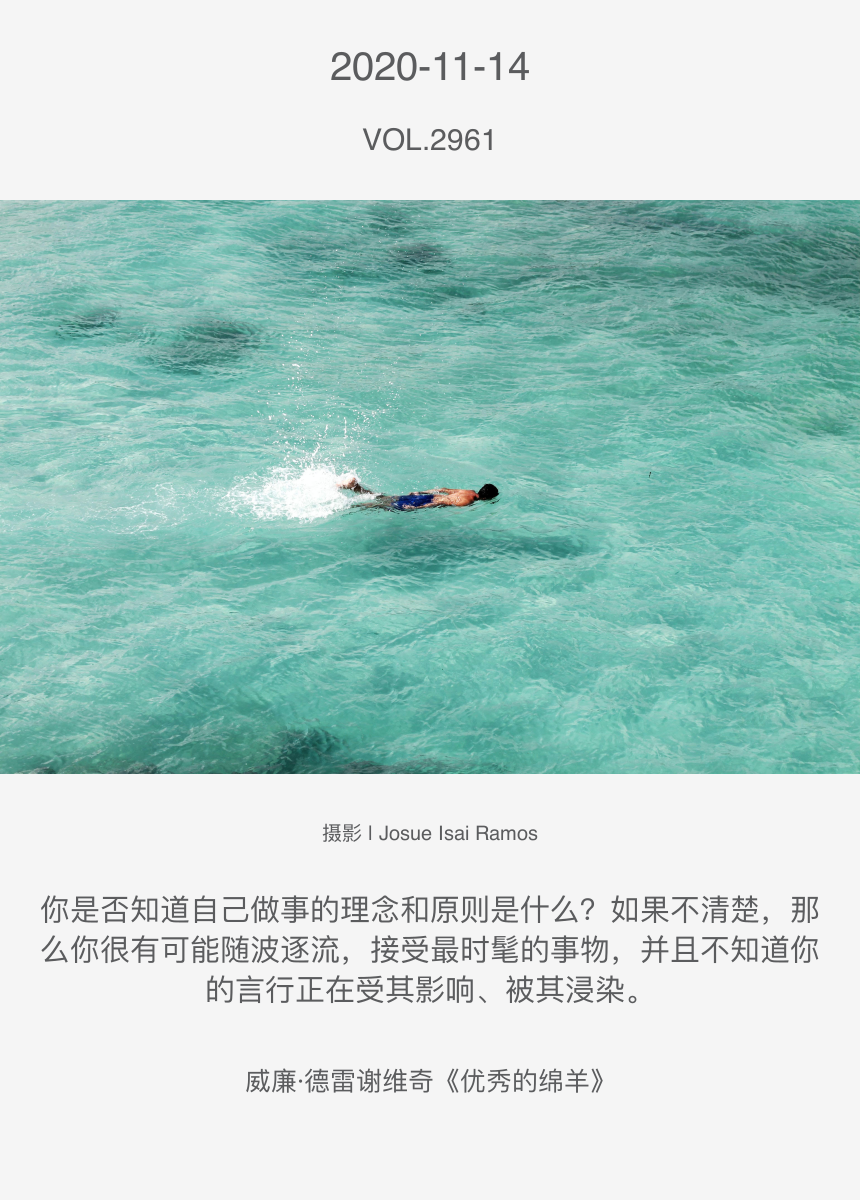 2020-11-14
VOL.2961
摄影 | Josue Isai Ramos
你是否知道自己做事的理念和原则是什么？如果不清楚，那
么你很有可能随波逐流，接受最时髦的事物，并且不知道你
的言行正在受其影响、被其浸染。
威廉·德雷谢维奇《优秀的绵羊》